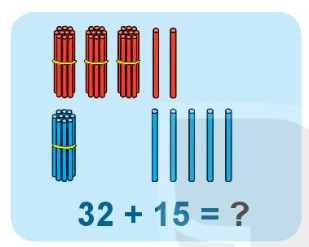 32 + 15 = ?